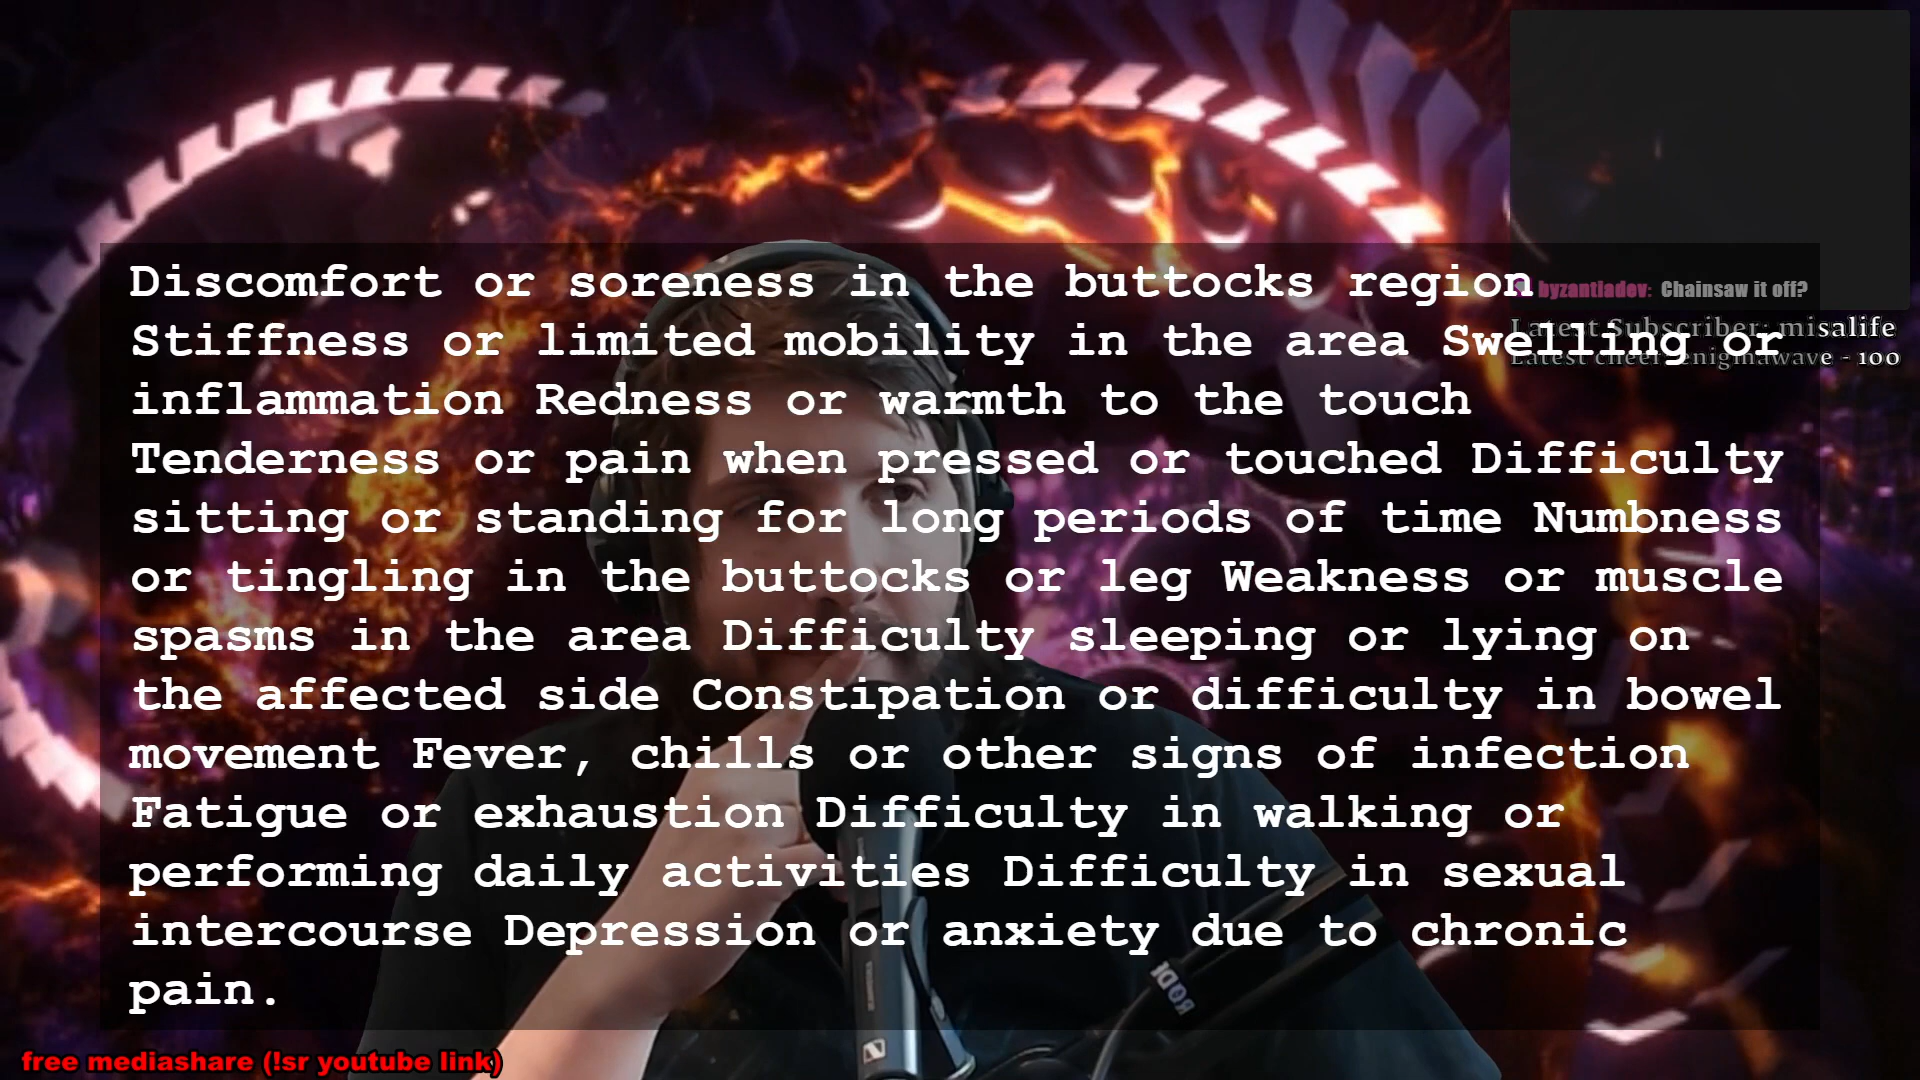 Discomfort or soreness in the buttocks region
Stiffness or limited mobility in the area Swelling or
inflammation Redness or warmth to the touch
Tenderness or pain when pressed or touched Difficulty
sitting or standing for long periods of time Numbness
or tingling in the buttocks or leg Weakness or muscle
spasms in the area Difficulty sleeping or lying on
the affected side Constipation or difficulty in bowel
movement Fever, chills or other signs of infection
Fatigue or exhaustion Difficulty in walking or
performing daily activities Difficulty in sexual
intercourse Depression or anxiety due to chronic
pain.
byzantiadev: Chainsaw it off?
Latest Subscriber: misalife
Latest cheer: enigmawave - 100
RODE
free mediashare (!sr youtube link)